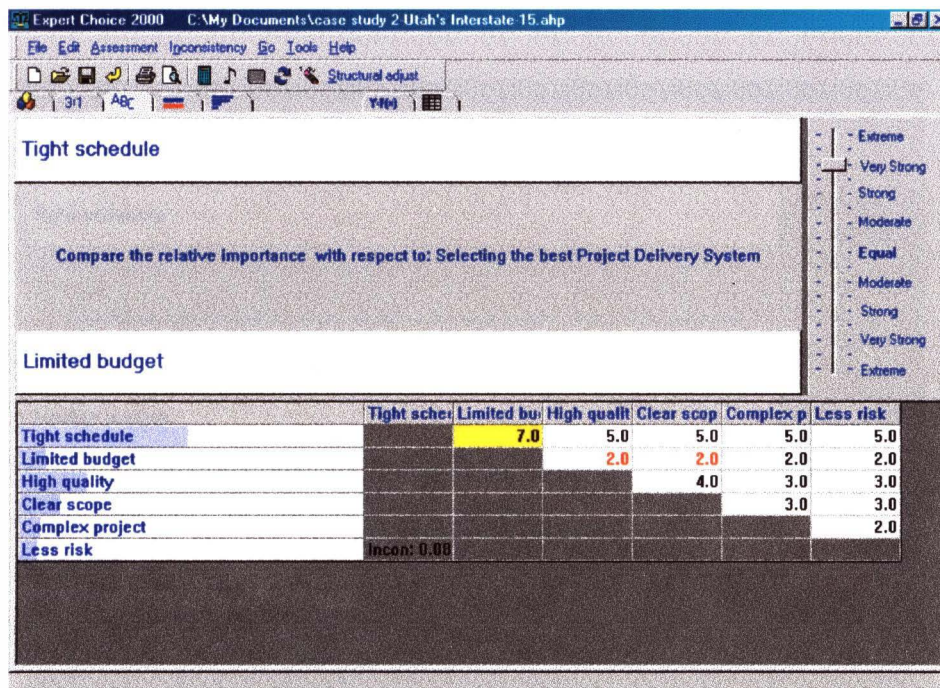 Expert Choice 2000 C:\My Documents\case study 2-Utah's Interstate-15.ahp
File Edit Assessment Inconsistency Go Tools Help
Structural adjust
3:1 ABC Y=f(x)
Tight schedule
Extreme
Very Strong
Strong
Moderate
Equal
Moderate
Strong
Very Strong
Extreme
Compare the relative importance with respect to: Selecting the best Project Delivery System
Limited budget
Tight sche Limited bu High qualit Clear scop Complex p Less risk
Tight schedule 7.0 5.0 5.0 5.0 5.0
Limited budget 2.0 2.0 2.0 2.0
High quality 4.0 3.0 3.0
Clear scope 3.0 3.0
Complex project 2.0
Less risk Incon: 0.08